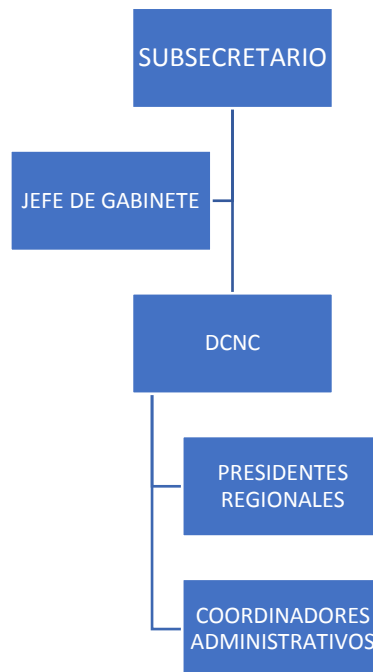 SUBSECRETARIO
JEFE DE GABINETE
DCNC
PRESIDENTES
REGIONALES
COORDINADORES
ADMINISTRATIVOS